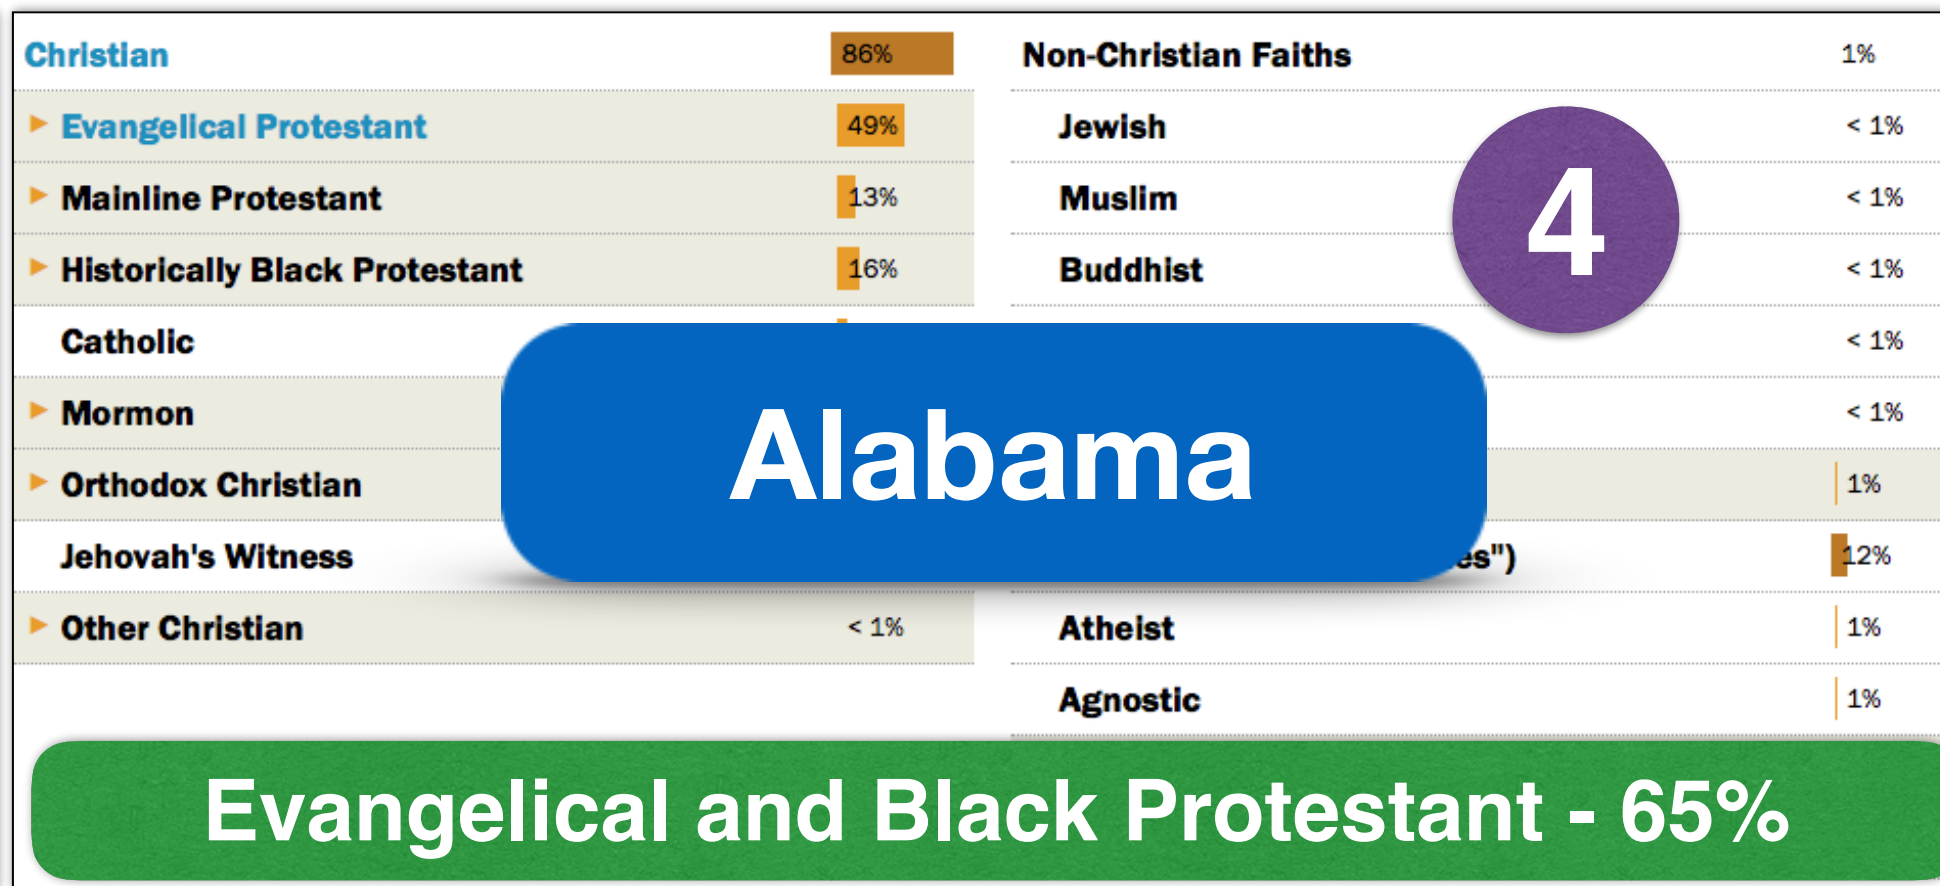 Christian 86%
Evangelical Protestant 49%
Mainline Protestant 13%
Historically Black Protestant 16%
Catholic
Mormon
Orthodox Christian
Jehovah's Witness
Other Christian < 1%
Non-Christian Faiths 1%
Jewish < 1%
Muslim < 1%
Buddhist < 1%
< 1%
< 1%
1%
es") 12%
Atheist 1%
Agnostic 1%
4
Alabama
Evangelical and Black Protestant - 65%